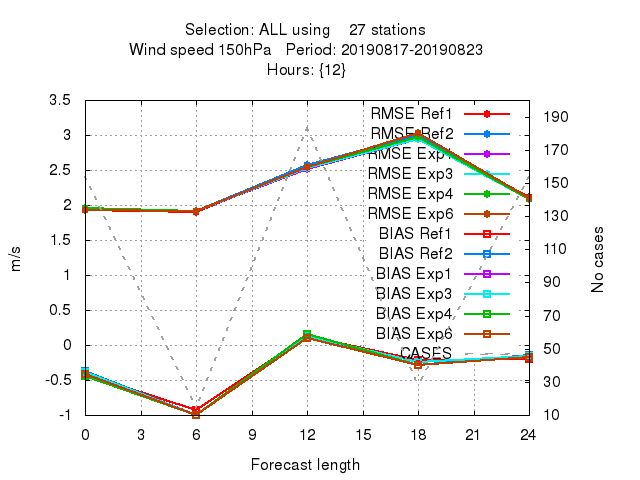 Selection: ALL using 27 stations
Wind speed 150hPa Period: 20190817-20190823
Hours: {12}
3.5
3
2.5
2
1.5
1
0.5
0
-0.5
-1
m/s
RMSE Ref1
RMSE Ref2
RMSE Exp1
RMSE Exp3
RMSE Exp4
RMSE Exp6
BIAS Ref1
BIAS Ref2
BIAS Exp1
BIAS Exp3
BIAS Exp4
BIAS Exp6
CASES
190
170
150
130
110
90
70
50
30
10
No cases
0 3 6 9 12 15 18 21 24
Forecast length